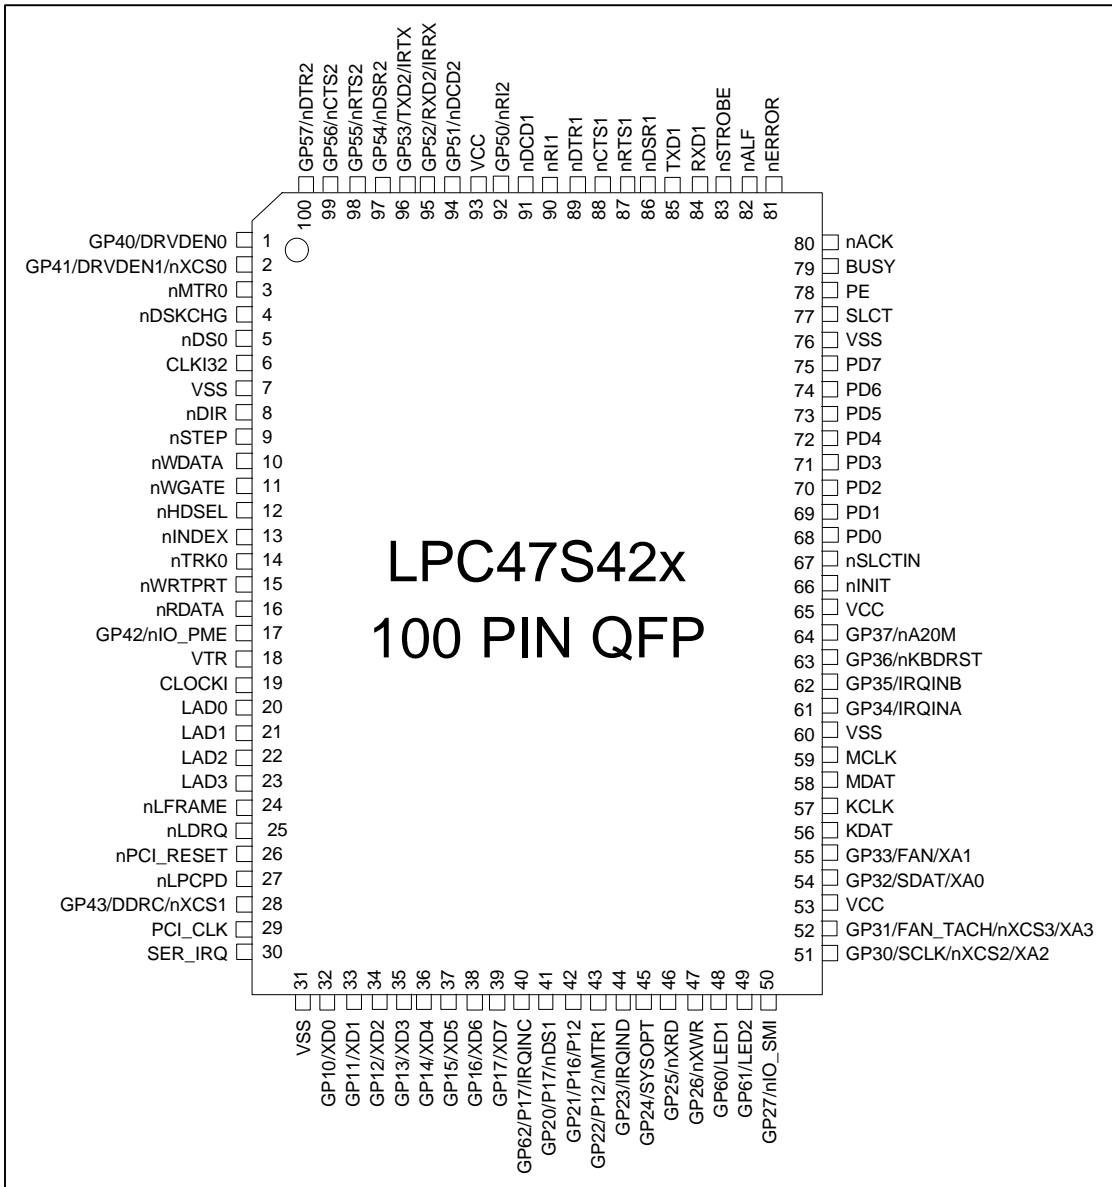 GP57/nDTR2
GP56/nCTS2
GP55/nRTS2
GP54/nDSR2
GP53/TXD2/IRTX
GP52/RXD2/IRRX
GP51/nDCD2
VCC
GP50/nRI2
nDCD1
nRI1
nDTR1
nCTS1
nRTS1
nDSR1
TXD1
RXD1
nSTROBE
nALF
nERROR
100
99
98
97
96
95
94
93
92
91
90
89
88
87
86
85
84
83
82
81
GP40/DRVDEN0 1
GP41/DRVDEN1/nXCS0 2
nMTR0 3
nDSKCHG 4
nDS0 5
CLKI32 6
VSS 7
nDIR 8
nSTEP 9
nWDATA 10
nWGATE 11
nHDSEL 12
nINDEX 13
nTRK0 14
nWRTPRT 15
nRDATA 16
GP42/nIO_PME 17
VTR 18
CLOCKI 19
LAD0 20
LAD1 21
LAD2 22
LAD3 23
nLFRAME 24
nLDRQ 25
nPCI_RESET 26
nLPCPD 27
GP43/DDRC/nXCS1 28
PCI_CLK 29
SER_IRQ 30
LPC47S42x
100 PIN QFP
80 nACK
79 BUSY
78 PE
77 SLCT
76 VSS
75 PD7
74 PD6
73 PD5
72 PD4
71 PD3
70 PD2
69 PD1
68 PD0
67 nSLCTIN
66 nINIT
65 VCC
64 GP37/nA20M
63 GP36/nKBDRST
62 GP35/IRQINB
61 GP34/IRQINA
60 VSS
59 MCLK
58 MDAT
57 KCLK
56 KDAT
55 GP33/FAN/XA1
54 GP32/SDAT/XA0
53 VCC
52 GP31/FAN_TACH/nXCS3/XA3
51 GP30/SCLK/nXCS2/XA2
31
32
33
34
35
36
37
38
39
40
41
42
43
44
45
46
47
48
49
50
VSS
GP10/XD0
GP11/XD1
GP12/XD2
GP13/XD3
GP14/XD4
GP15/XD5
GP16/XD6
GP17/XD7
GP62/P17/IRQINC
GP20/P17/nDS1
GP21/P16/P12
GP22/P12/nMTR1
GP23/IRQIND
GP24/SYSOPT
GP25/nXRD
GP26/nXWR
GP60/LED1
GP61/LED2
GP27/nIO_SMI